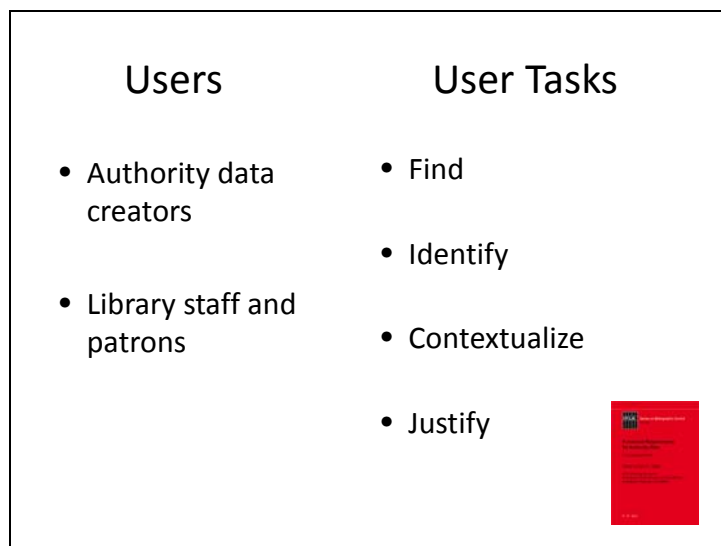 Users
• Authority data
creators
• Library staff and
patrons
User Tasks
• Find
• Identify
• Contextualize
• Justify